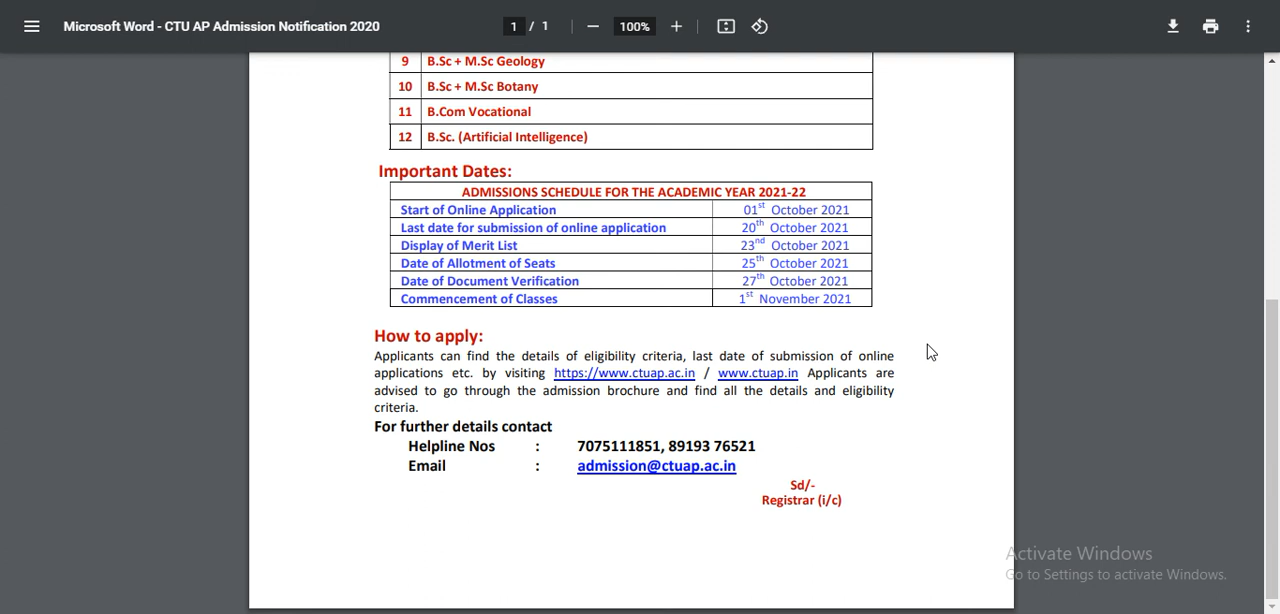 Microsoft Word - CTU AP Admission Notification 2020
1 / 1
100%
9 B.Sc + M.Sc Geology
10 B.Sc + M.Sc Botany
11 B.Com Vocational
12 B.Sc. (Artificial Intelligence)
Important Dates:
ADMISSIONS SCHEDULE FOR THE ACADEMIC YEAR 2021-22
Start of Online Application 01st October 2021
Last date for submission of online application 20th October 2021
Display of Merit List 23nd October 2021
Date of Allotment of Seats 25th October 2021
Date of Document Verification 27th October 2021
Commencement of Classes 1st November 2021
How to apply:
Applicants can find the details of eligibility criteria, last date of submission of online
applications etc. by visiting https://www.ctuap.ac.in / www.ctuap.in Applicants are
advised to go through the admission brochure and find all the details and eligibility
criteria.
For further details contact
Helpline Nos : 7075111851, 89193 76521
Email : admission@ctuap.ac.in
Sd/-
Registrar (i/c)
Activate Windows
Go to Settings to activate Windows.